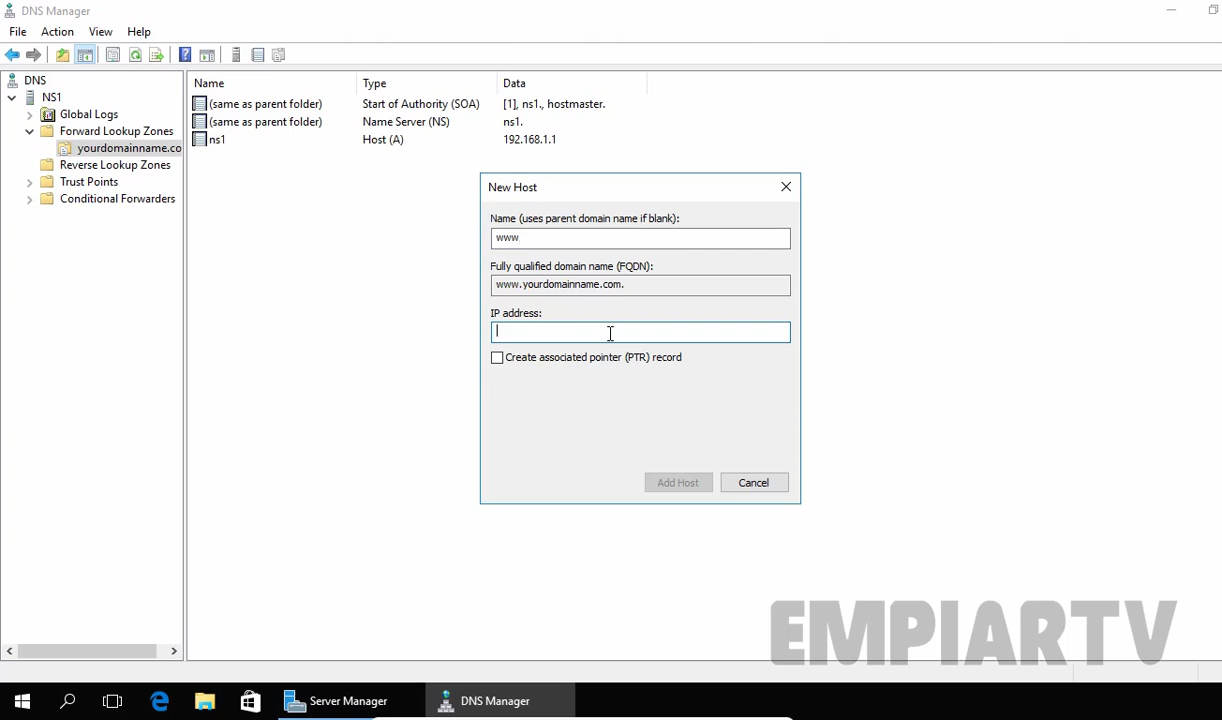 DNS Manager
File Action View Help
DNS
NS1
Global Logs
Forward Lookup Zones
yourdomainname.co
Reverse Lookup Zones
Trust Points
Conditional Forwarders
Name Type Data
(same as parent folder) Start of Authority (SOA) [1], ns1., hostmaster.
(same as parent folder) Name Server (NS) ns1.
ns1 Host (A) 192.168.1.1
New Host
Name (uses parent domain name if blank):
www
Fully qualified domain name (FQDN):
www.yourdomainname.com.
IP address:
Create associated pointer (PTR) record
Add Host Cancel
EMPIARTV
Server Manager DNS Manager